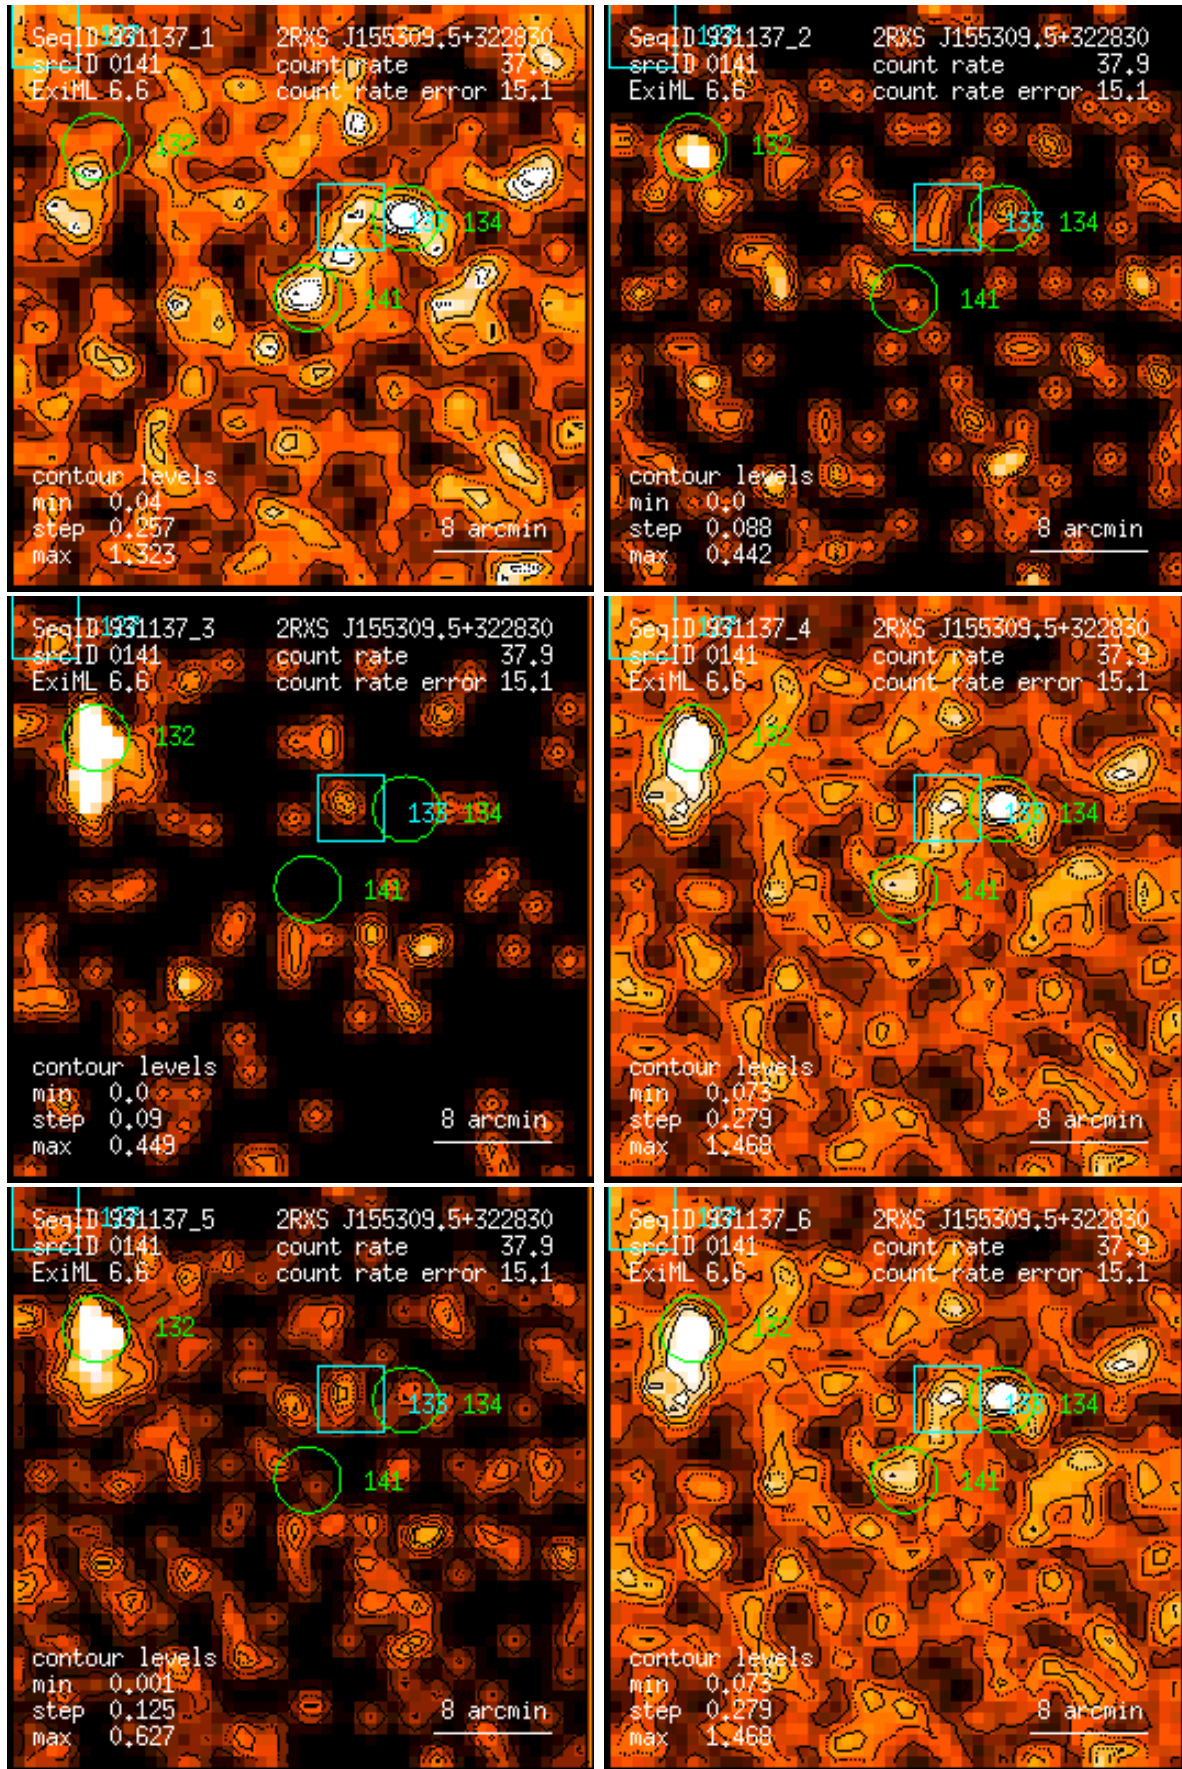 SeqID 931137_1 2RXS J155309.5+322830
srcID 0141 count rate 37.9
ExiML 6.6 count rate error 15.1
132
133 134
141
contour levels
min 0.04
step 0.257 8 arcmin
max 1.323
SeqID 931137_2 2RXS J155309.5+322830
srcID 0141 count rate 37.9
ExiML 6.6 count rate error 15.1
132
133 134
141
contour levels
min 0.0
step 0.088 8 arcmin
max 0.442
SeqID 931137_3 2RXS J155309.5+322830
srcID 0141 count rate 37.9
ExiML 6.6 count rate error 15.1
132
133 134
141
contour levels
min 0.0
step 0.09 8 arcmin
max 0.449
SeqID 931137_4 2RXS J155309.5+322830
srcID 0141 count rate 37.9
ExiML 6.6 count rate error 15.1
132
133 134
141
contour levels
min 0.073
step 0.279 8 arcmin
max 1.468
SeqID 931137_5 2RXS J155309.5+322830
srcID 0141 count rate 37.9
ExiML 6.6 count rate error 15.1
132
133 134
141
contour levels
min 0.001
step 0.125 8 arcmin
max 0.627
SeqID 931137_6 2RXS J155309.5+322830
srcID 0141 count rate 37.9
ExiML 6.6 count rate error 15.1
132
133 134
141
contour levels
min 0.073
step 0.279 8 arcmin
max 1.468